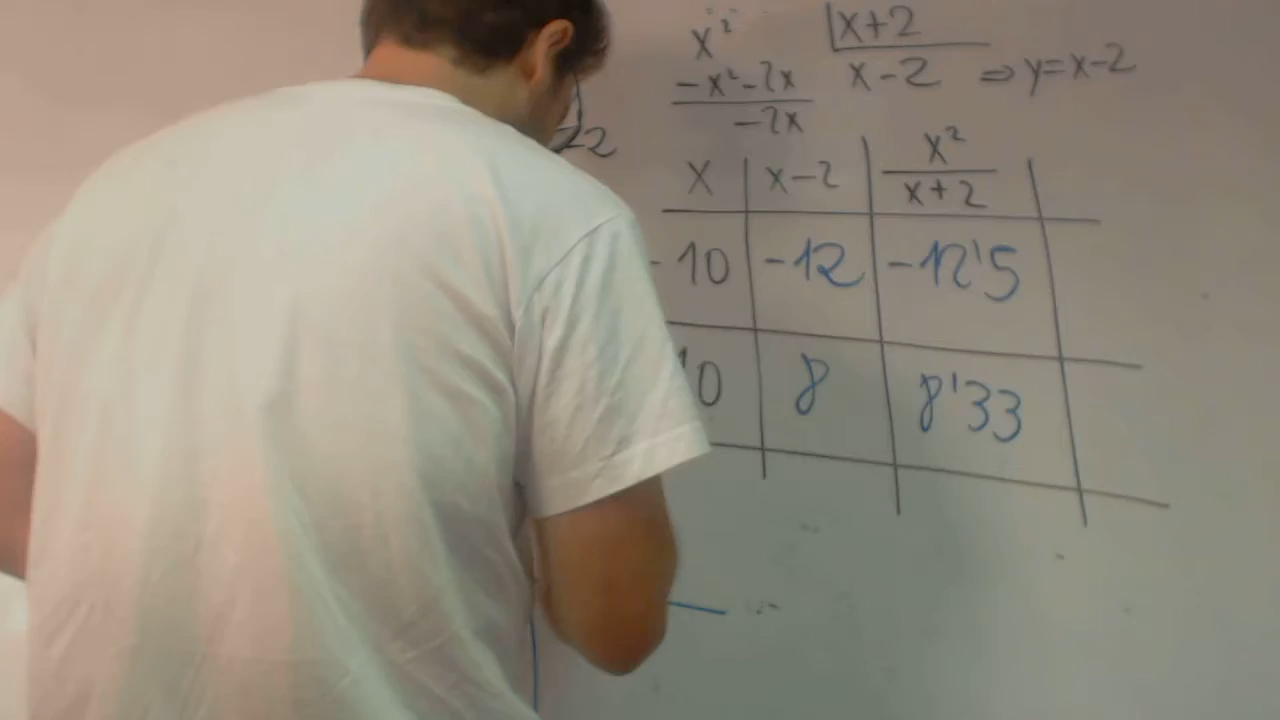 x² |x+2
-x²-2x x-2 ⇒ y=x-2
-2x
x x-2 x²/x+2
-10 -12 -12'5
10 8 8'33